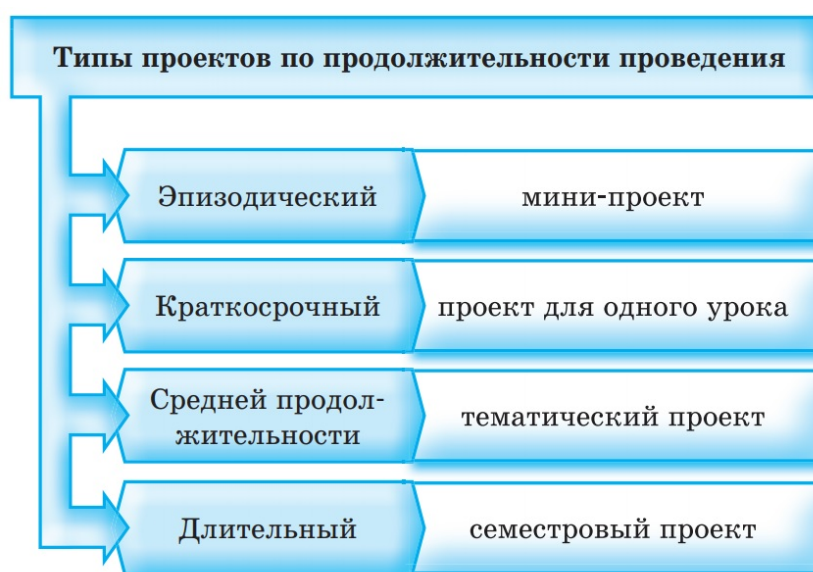 Типы проектов по продолжительности проведения
Эпизодический
мини-проект
Краткосрочный
проект для одного урока
Средней продол-
жительности
тематический проект
Длительный
семестровый проект